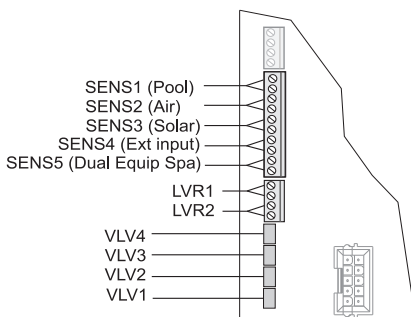 SENS1 (Pool)
SENS2 (Air)
SENS3 (Solar)
SENS4 (Ext input)
SENS5 (Dual Equip Spa)
LVR1
LVR2
VLV4
VLV3
VLV2
VLV1